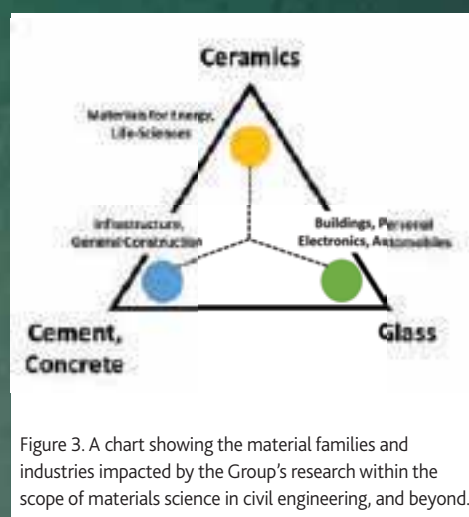 Ceramics
Materials for Energy,
Life-Sciences
Infrastructure,
General Construction
Buildings, Personal
Electronics, Automobiles
Cement,
Concrete
Glass
Figure 3. A chart showing the material families and
industries impacted by the Group’s research within the
scope of materials science in civil engineering, and beyond.